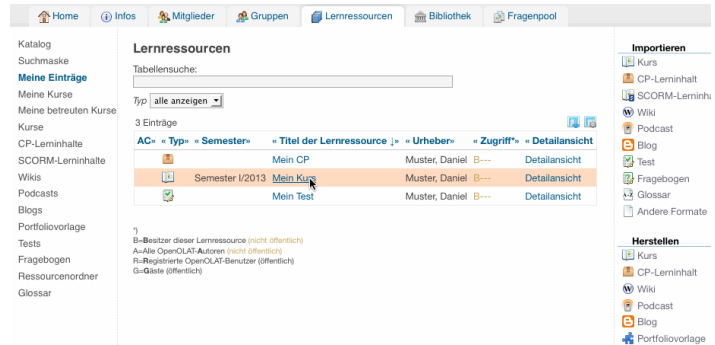 Home Infos Mitglieder Gruppen Lernressourcen Bibliothek Fragenpool
Katalog
Suchmaske
Meine Einträge
Meine Kurse
Meine betreuten Kurse
Kurse
CP-Lerninhalte
SCORM-Lerninhalte
Wikis
Podcasts
Blogs
Portfoliovorlage
Tests
Fragebogen
Ressourcenordner
Glossar
Lernressourcen
Tabellensuche:
Typ alle anzeigen
3 Einträge
AC» « Typ» « Semester» « Titel der Lernressource ↓» « Urheber» « Zugriff*» « Detailansicht
Mein CP Muster, Daniel B--- Detailansicht
Semester I/2013 Mein Kurs Muster, Daniel B--- Detailansicht
Mein Test Muster, Daniel B--- Detailansicht
*)
B=Besitzer dieser Lernressource (nicht öffentlich)
A=Alle OpenOLAT-Autoren (nicht öffentlich)
R=Registrierte OpenOLAT-Benutzer (öffentlich)
G=Gäste (öffentlich)
Importieren
Kurs
CP-Lerninhalt
SCORM-Lerninha
Wiki
Podcast
Blog
Test
Fragebogen
Glossar
Andere Formate
Herstellen
Kurs
CP-Lerninhalt
Wiki
Podcast
Blog
Portfoliovorlage